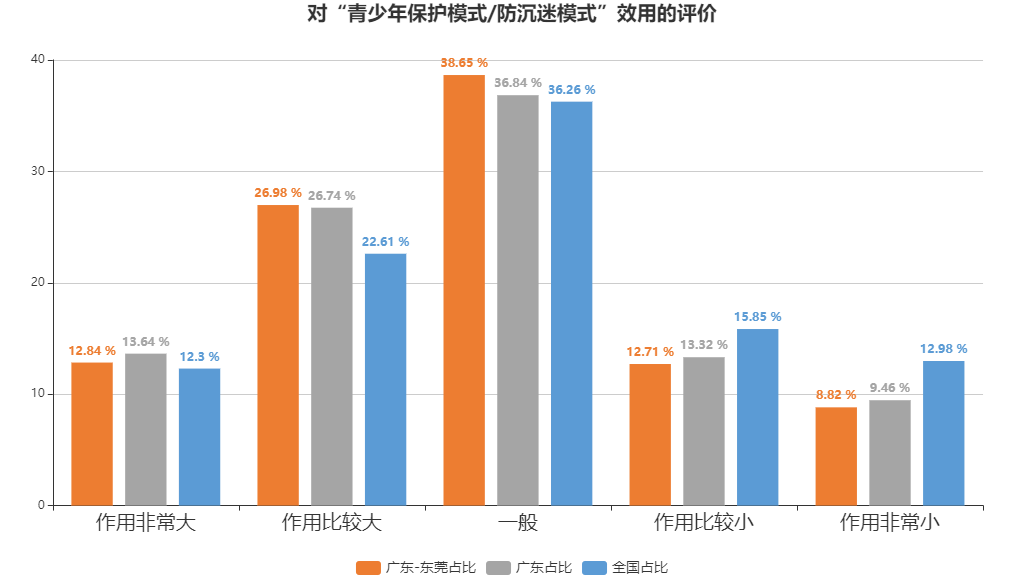 对“青少年保护模式/防沉迷模式”效用的评价
40
30
20
10
0
12.84 %
13.64 %
12.3 %
26.98 %
26.74 %
22.61 %
38.65 %
36.84 %
36.26 %
12.71 %
13.32 %
15.85 %
8.82 %
9.46 %
12.98 %
作用非常大
作用比较大
一般
作用比较小
作用非常小
广东-东莞占比
广东占比
全国占比